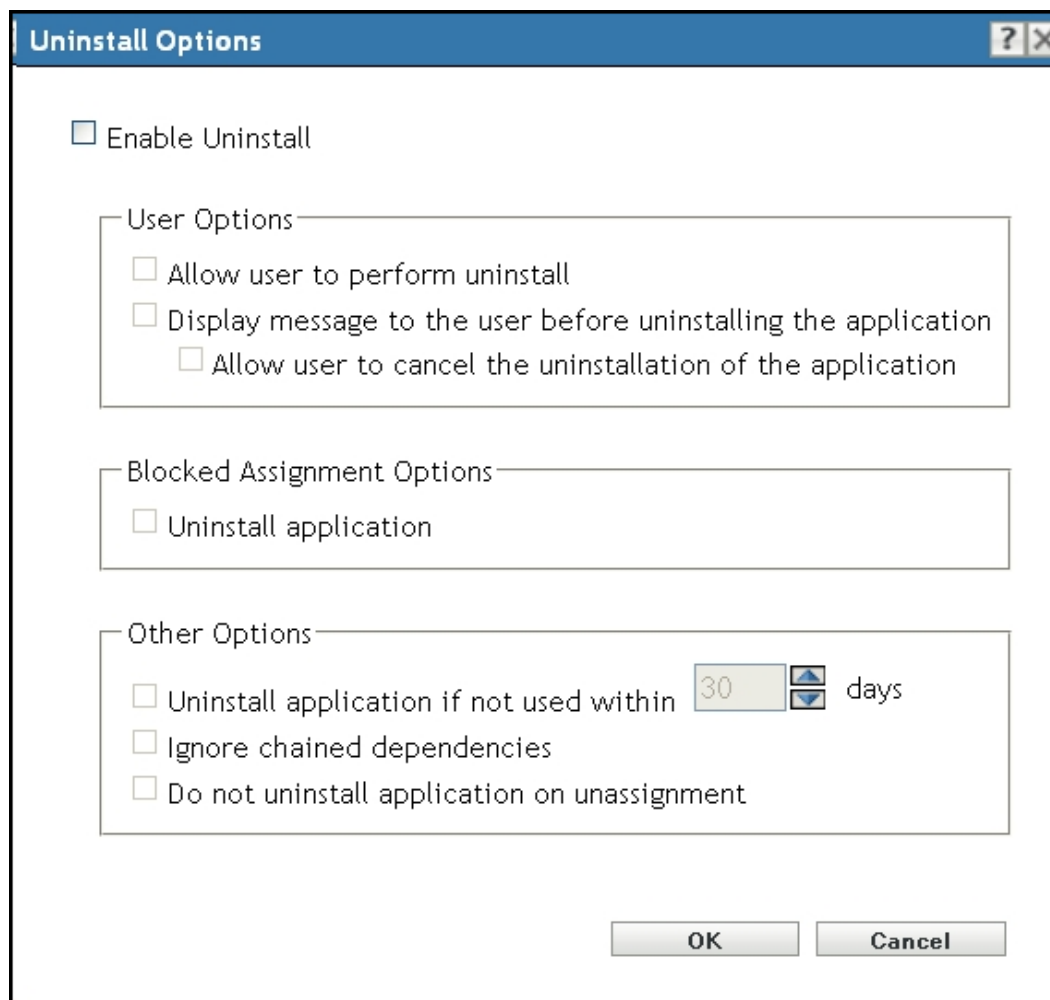 Uninstall Options
?
Enable Uninstall
User Options
Allow user to perform uninstall
Display message to the user before uninstalling the application
Allow user to cancel the uninstallation of the application
Blocked Assignment Options
Uninstall application
Other Options
Uninstall application if not used within 30 days
Ignore chained dependencies
Do not uninstall application on unassignment
OK Cancel